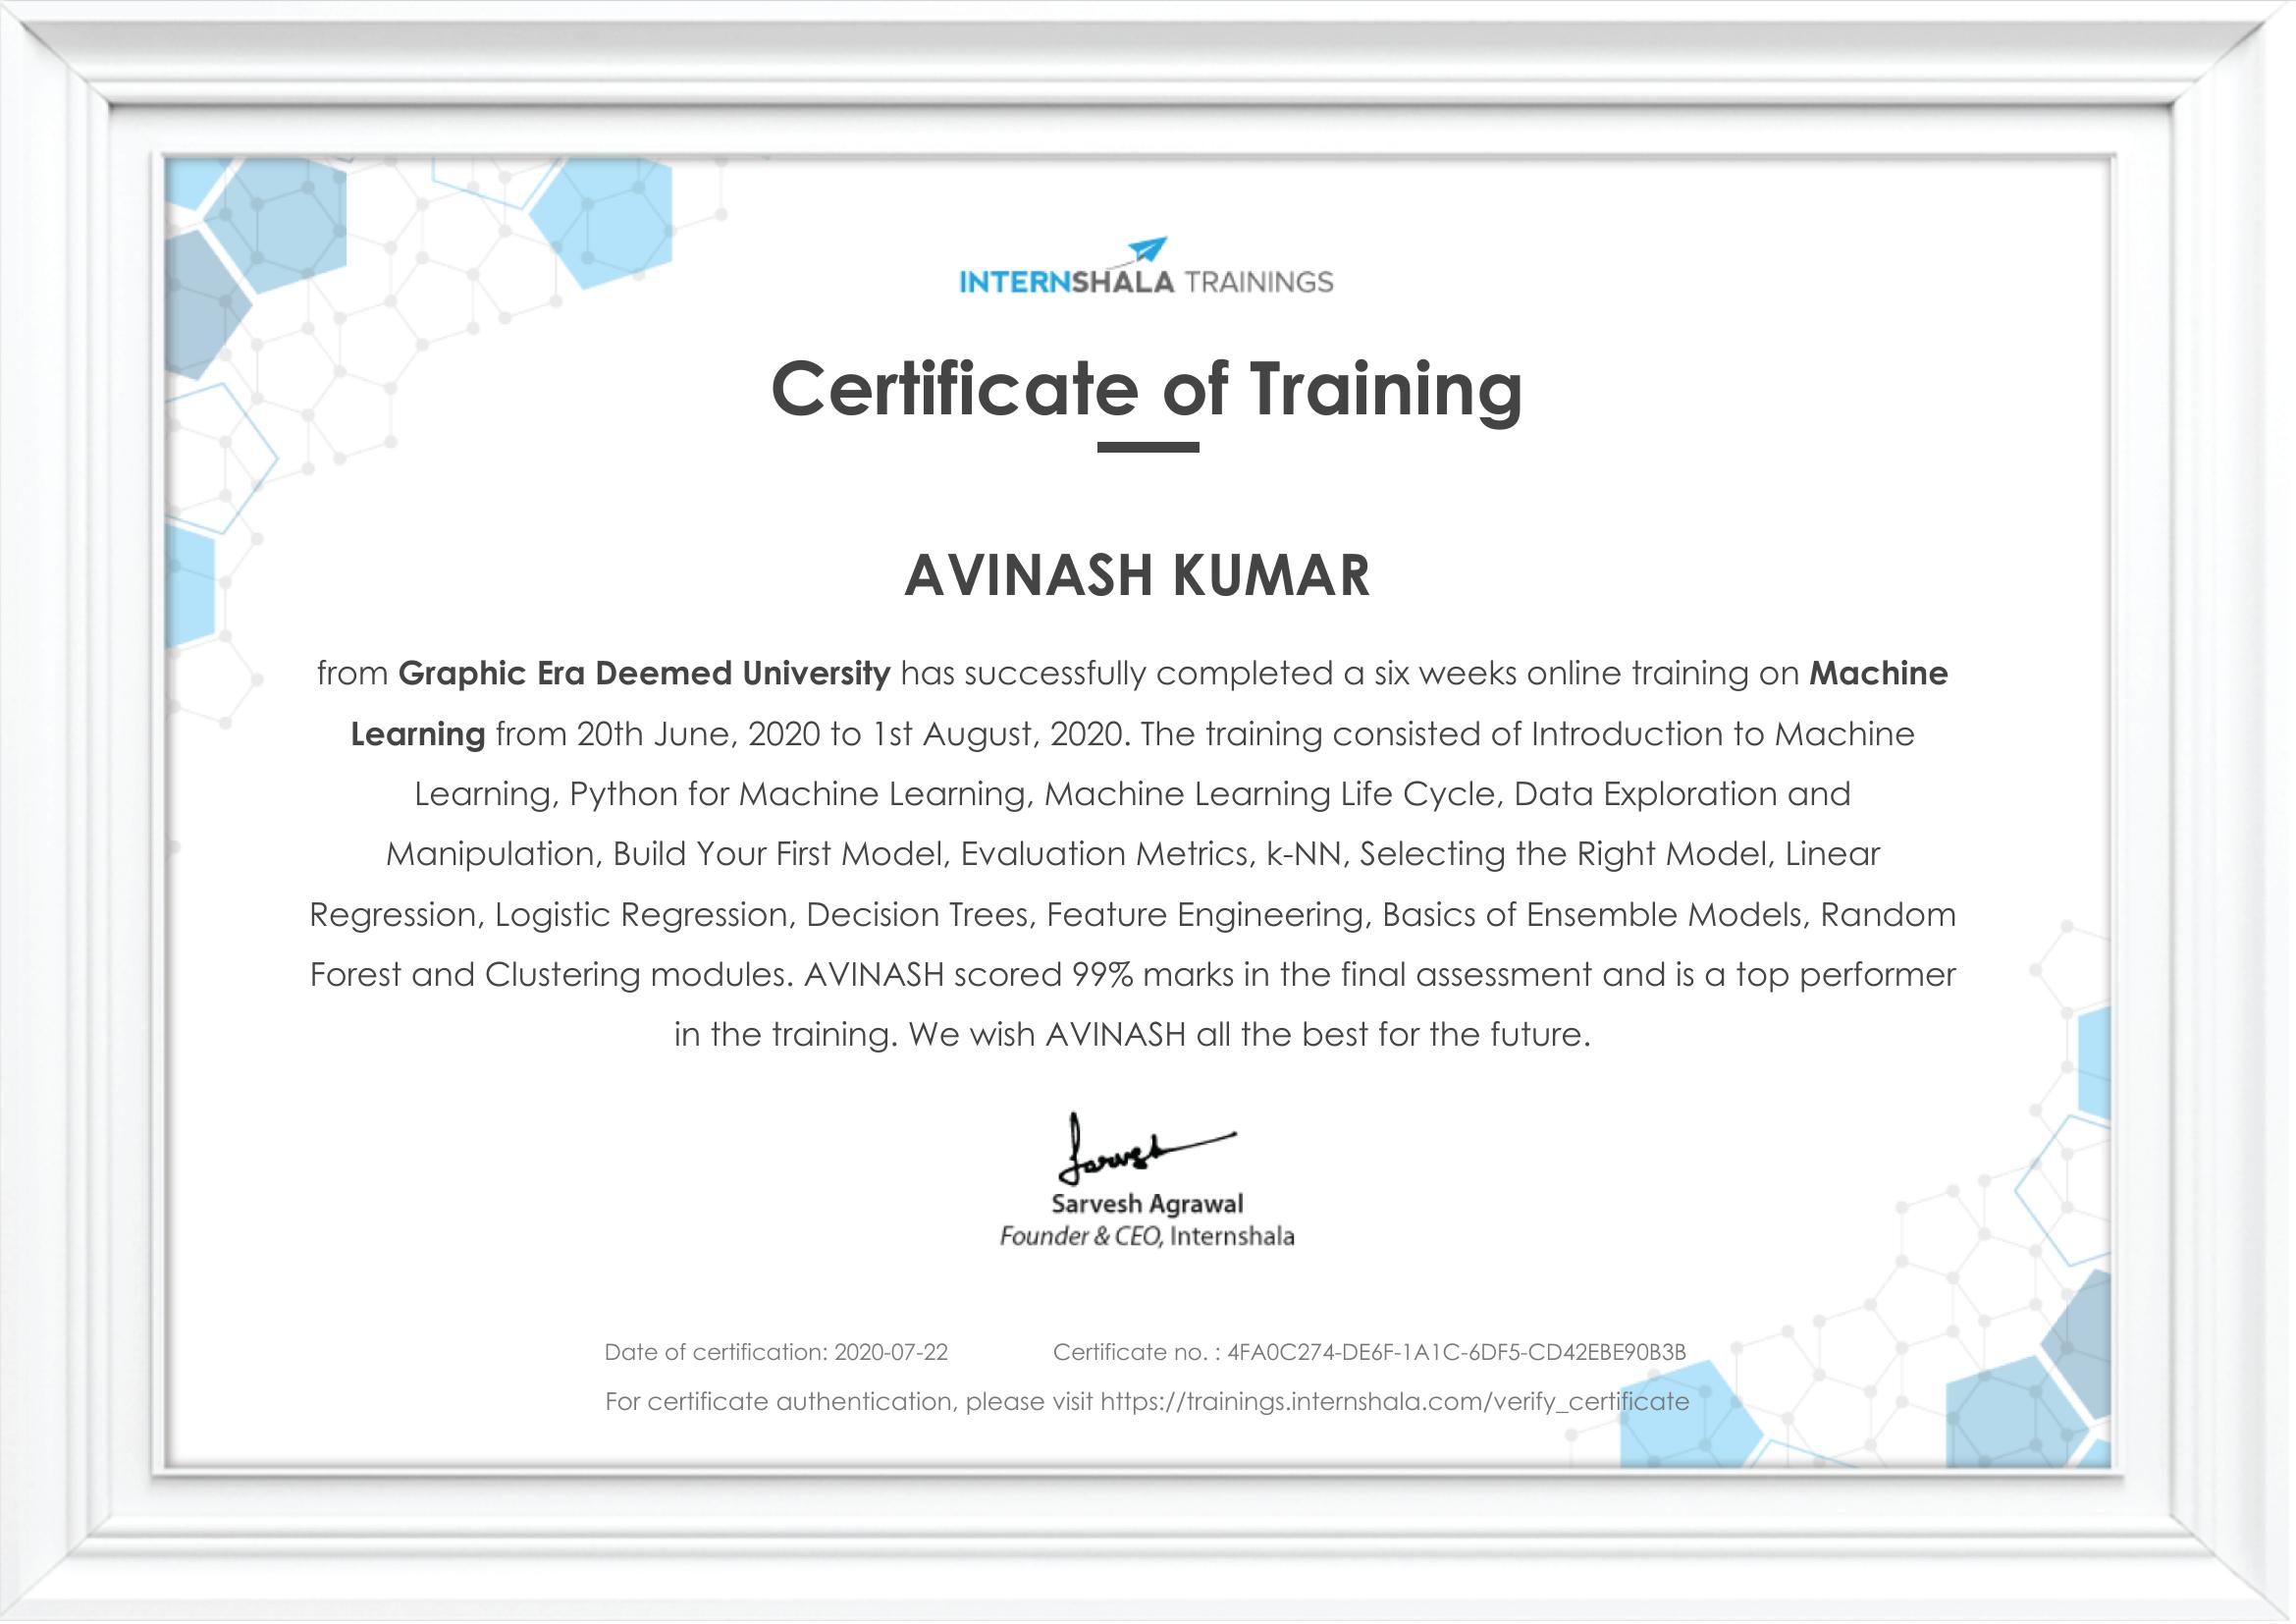 INTERNSHALA TRAININGS
Certificate of Training
AVINASH KUMAR
from Graphic Era Deemed University has successfully completed a six weeks online training on Machine
Learning from 20th June, 2020 to 1st August, 2020. The training consisted of Introduction to Machine
Learning, Python for Machine Learning, Machine Learning Life Cycle, Data Exploration and
Manipulation, Build Your First Model, Evaluation Metrics, k-NN, Selecting the Right Model, Linear
Regression, Logistic Regression, Decision Trees, Feature Engineering, Basics of Ensemble Models, Random
Forest and Clustering modules. AVINASH scored 99% marks in the final assessment and is a top performer
in the training. We wish AVINASH all the best for the future.
Sarvesh
Sarvesh Agrawal
Founder & CEO, Internshala
Date of certification: 2020-07-22 Certificate no. : 4FA0C274-DE6F-1A1C-6DF5-CD42EBE90B3B
For certificate authentication, please visit https://trainings.internshala.com/verify_certificate